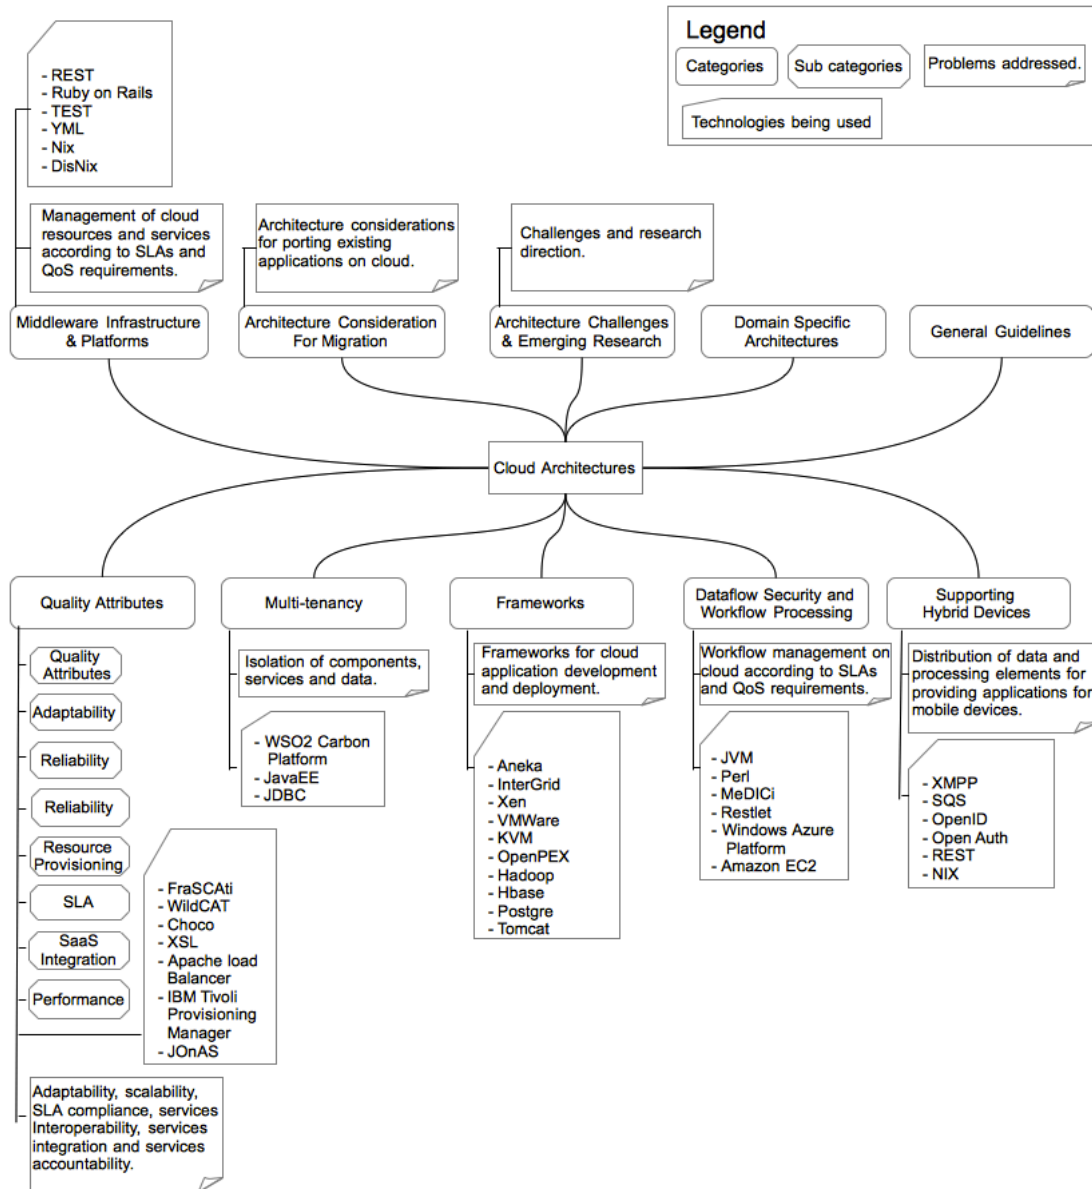 Legend
Categories
Sub categories
Problems addressed.
Technologies being used
- REST
- Ruby on Rails
- TEST
- YML
- Nix
- DisNix
Management of cloud
resources and services
according to SLAs and
QoS requirements.
Architecture considerations
for porting existing
applications on cloud.
Challenges and research
direction.
Middleware Infrastructure
& Platforms
Architecture Consideration
For Migration
Architecture Challenges
& Emerging Research
Domain Specific
Architectures
General Guidelines
Cloud Architectures
Quality Attributes
Multi-tenancy
Frameworks
Dataflow Security and
Workflow Processing
Supporting
Hybrid Devices
Quality
Attributes
Adaptability
Reliability
Reliability
Resource
Provisioning
SLA
SaaS
Integration
Performance
- FraSCAti
- WildCAT
- Choco
- XSL
- Apache load
Balancer
- IBM Tivoli
Provisioning
Manager
- JOnAS
Adaptability, scalability,
SLA compliance, services
Interoperability, services
integration and services
accountability.
Isolation of components,
services and data.
- WSO2 Carbon
Platform
- JavaEE
- JDBC
Frameworks for cloud
application development
and deployment.
- Aneka
- InterGrid
- Xen
- VMWare
- KVM
- OpenPEX
- Hadoop
- Hbase
- Postgre
- Tomcat
Workflow management on
cloud according to SLAs
and QoS requirements.
- JVM
- Perl
- MeDICi
- Restlet
- Windows Azure
Platform
- Amazon EC2
Distribution of data and
processing elements for
providing applications for
mobile devices.
- XMPP
- SQS
- OpenID
- Open Auth
- REST
- NIX